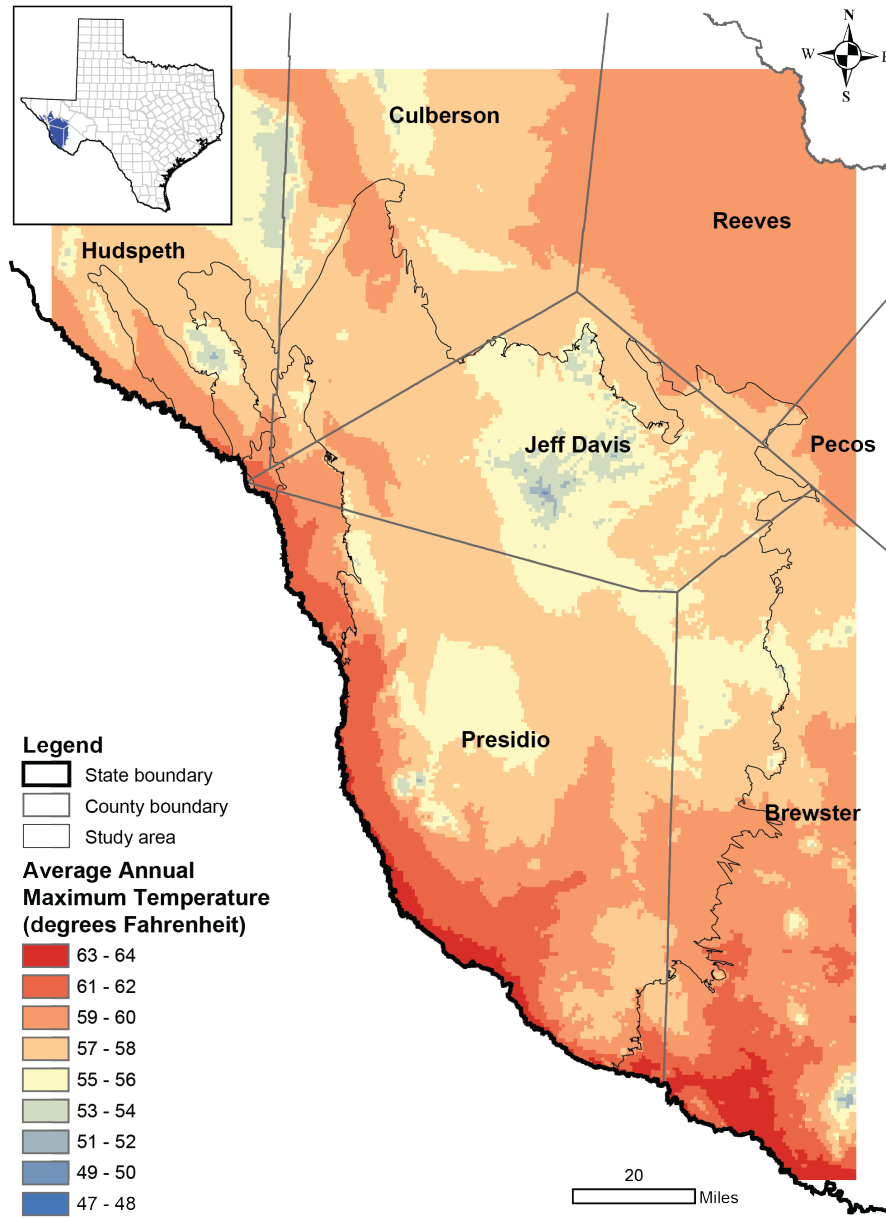 N
W
E
S
Culberson
Reeves
Hudspeth
Jeff Davis
Pecos
Presidio
Brewster
Legend
State boundary
County boundary
Study area
Average Annual
Maximum Temperature
(degrees Fahrenheit)
63 - 64
61 - 62
59 - 60
57 - 58
55 - 56
53 - 54
51 - 52
49 - 50
47 - 48
20
Miles